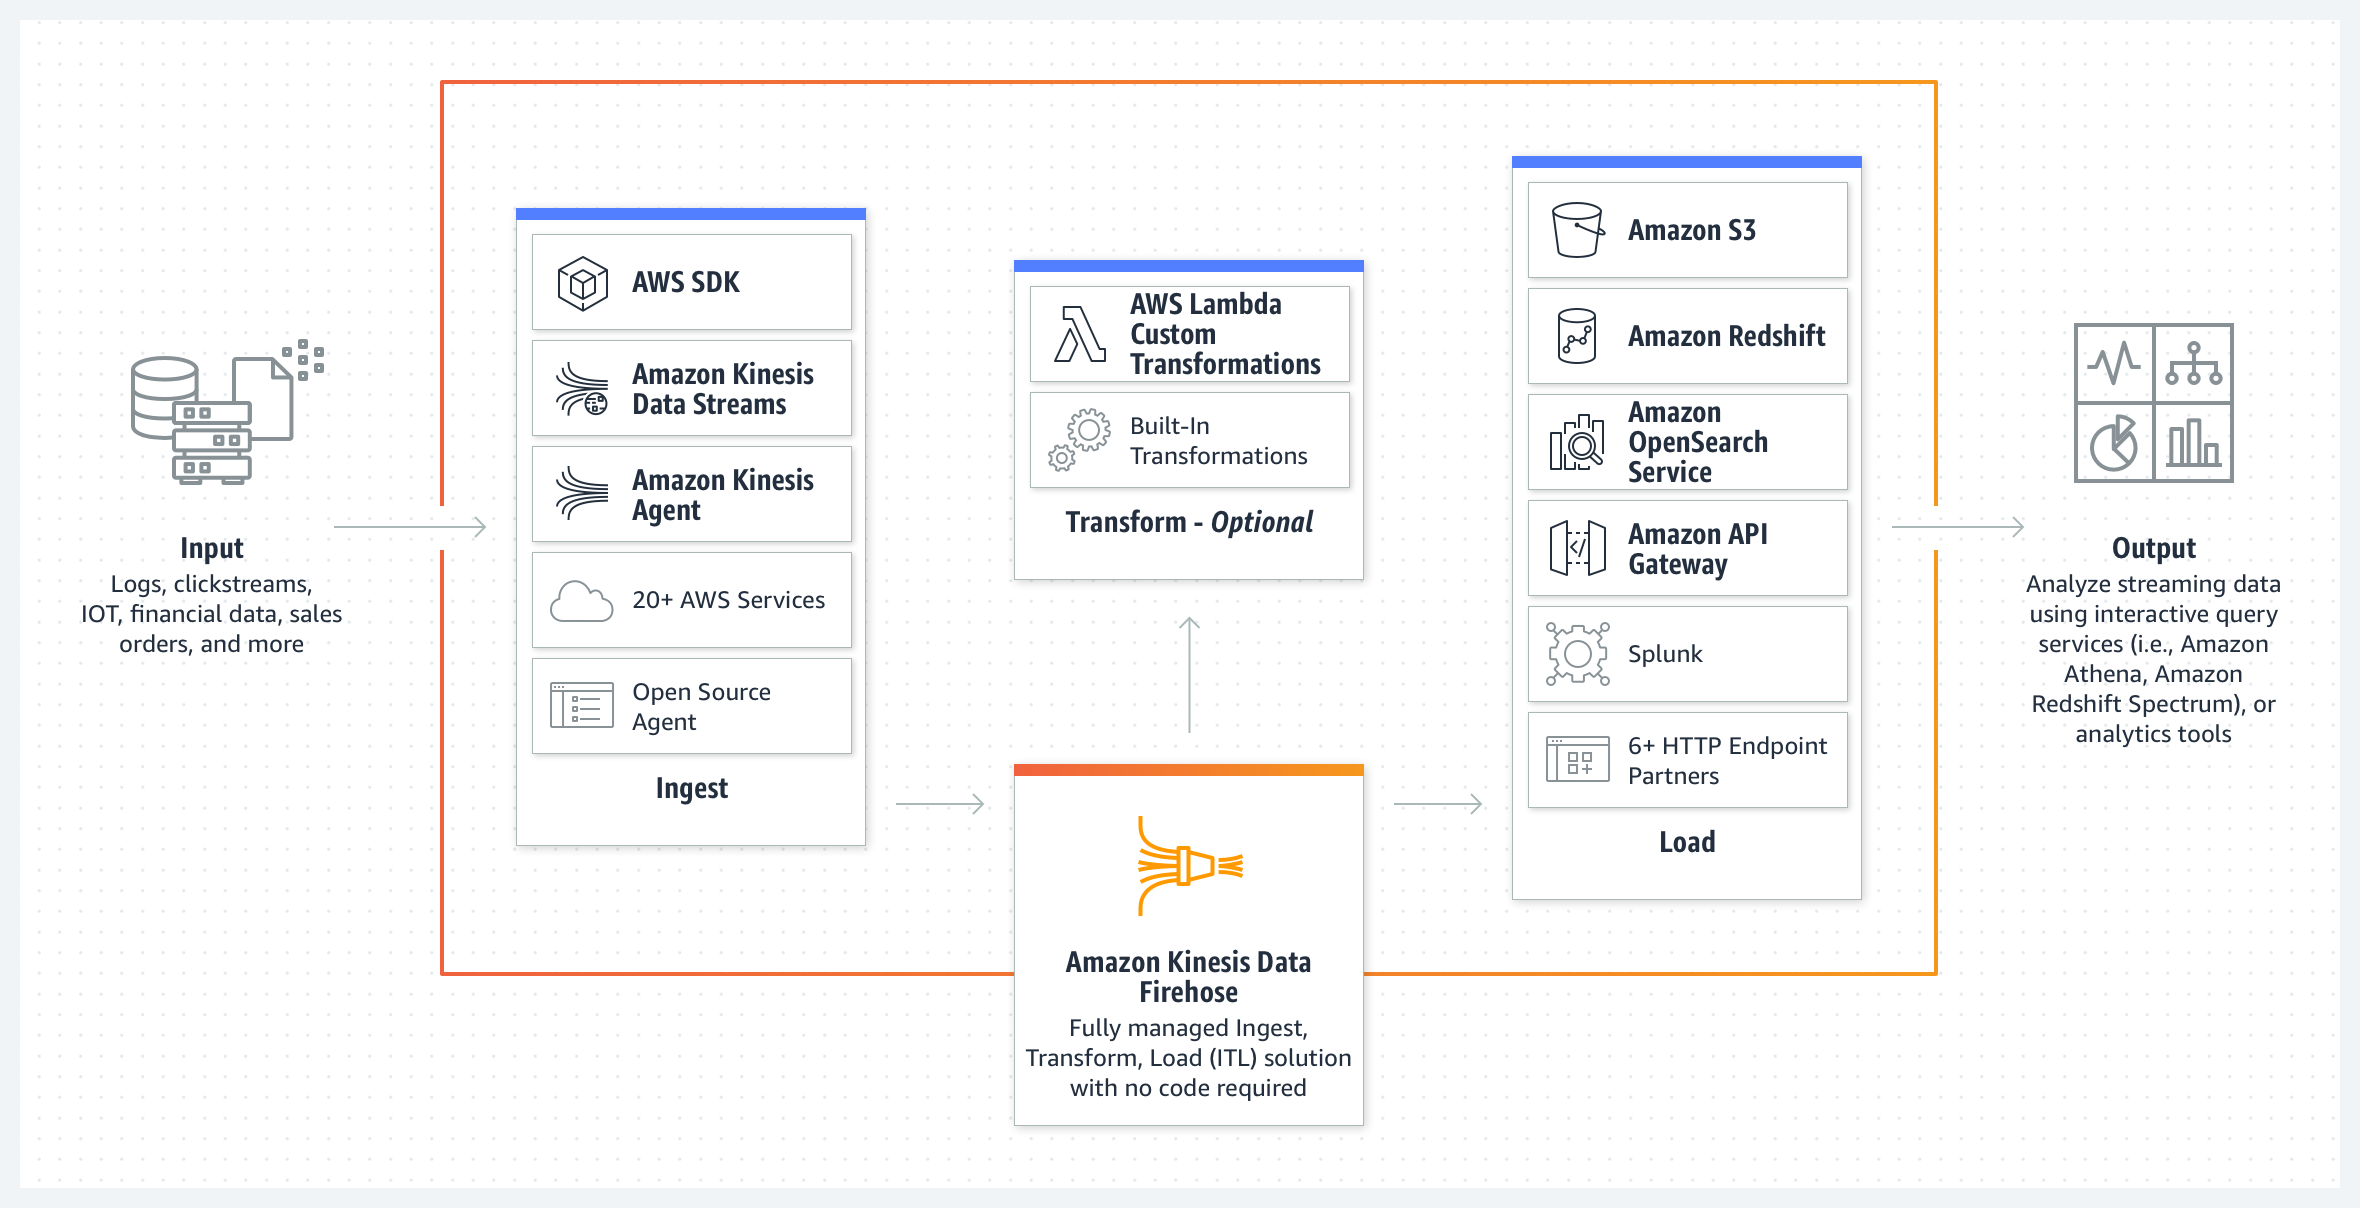 Input
Logs, clickstreams,
IOT, financial data, sales
orders, and more
AWS SDK
Amazon Kinesis
Data Streams
Amazon Kinesis
Agent
20+ AWS Services
Open Source
Agent
Ingest
AWS Lambda
Custom
Transformations
Built-In
Transformations
Transform - Optional
Amazon Kinesis Data
Firehose
Fully managed Ingest,
Transform, Load (ITL) solution
with no code required
Amazon S3
Amazon Redshift
Amazon
OpenSearch
Service
Amazon API
Gateway
Splunk
6+ HTTP Endpoint
Partners
Load
Output
Analyze streaming data
using interactive query
services (i.e., Amazon
Athena, Amazon
Redshift Spectrum), or
analytics tools